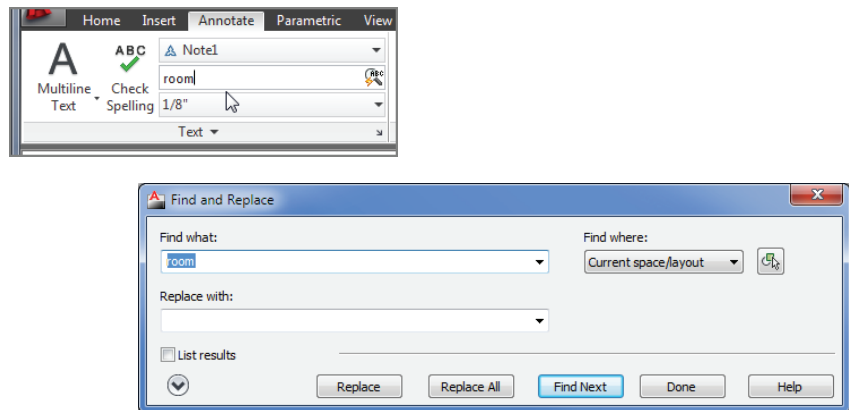 Home Insert Annotate Parametric View
A
ABC
Note1
room
ABC
Multiline Text
Check Spelling
1/8"
Text
Find and Replace
Find what:
Find where:
room
Current space/layout
Replace with:
List results
Replace Replace All Find Next Done Help